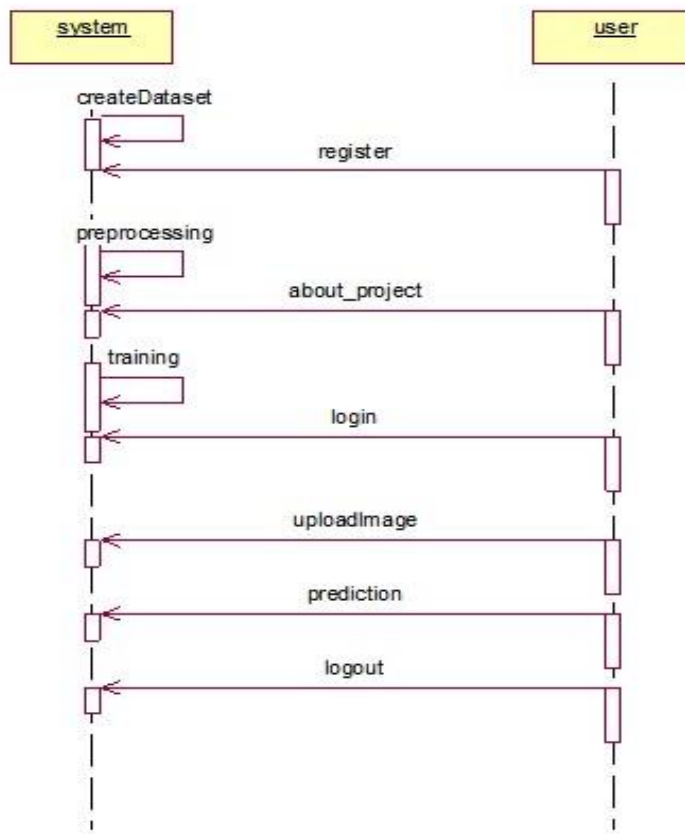 system
user
createDataset
register
preprocessing
about_project
training
login
uploadImage
prediction
logout